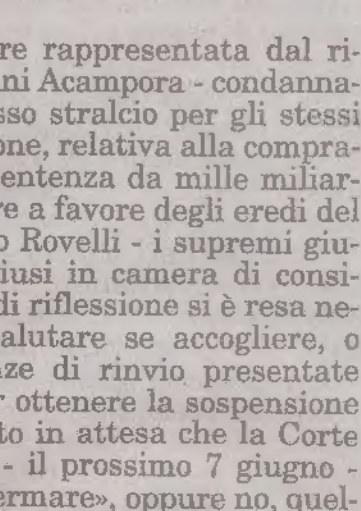 re rappresentata dal ri-
ni Acampora - condanna-
sso stralcio per gli stessi
one, relativa alla compra-
entenza da mille miliar-
re a favore degli eredi del
o Rovelli - i supremi giu-
iusi in camera di consi-
di riflessione si è resa ne-
alutare se accogliere, o
nze di rinvio presentate
r ottenere la sospensione
to in attesa che la Corte
- il prossimo 7 giugno -
ermare», oppure no, quel-